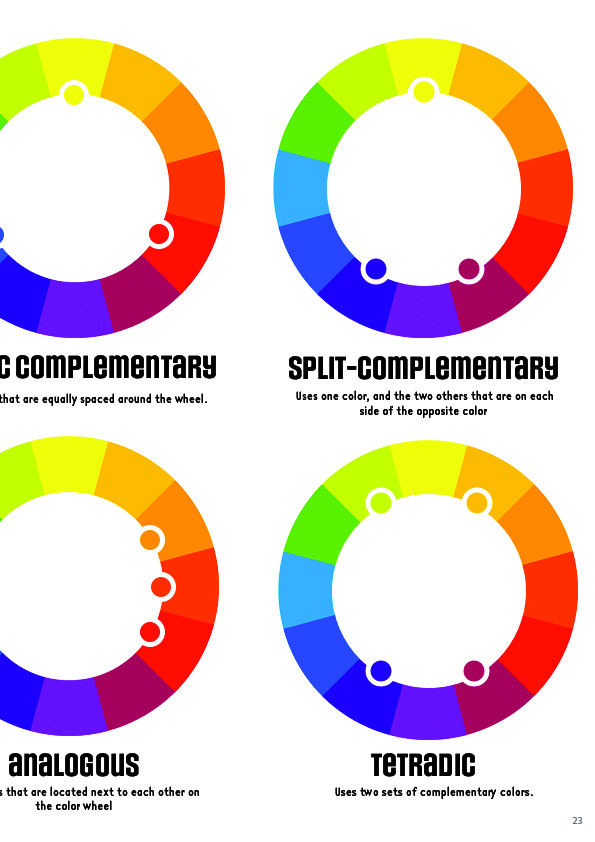 C COMPLEMENTARY
that are equally spaced around the wheel.
SPLIT-COMPLEMENTARY
Uses one color, and the two others that are on each
side of the opposite color
ANALOGOUS
s that are located next to each other on
the color wheel
TETRADIC
Uses two sets of complementary colors.
23